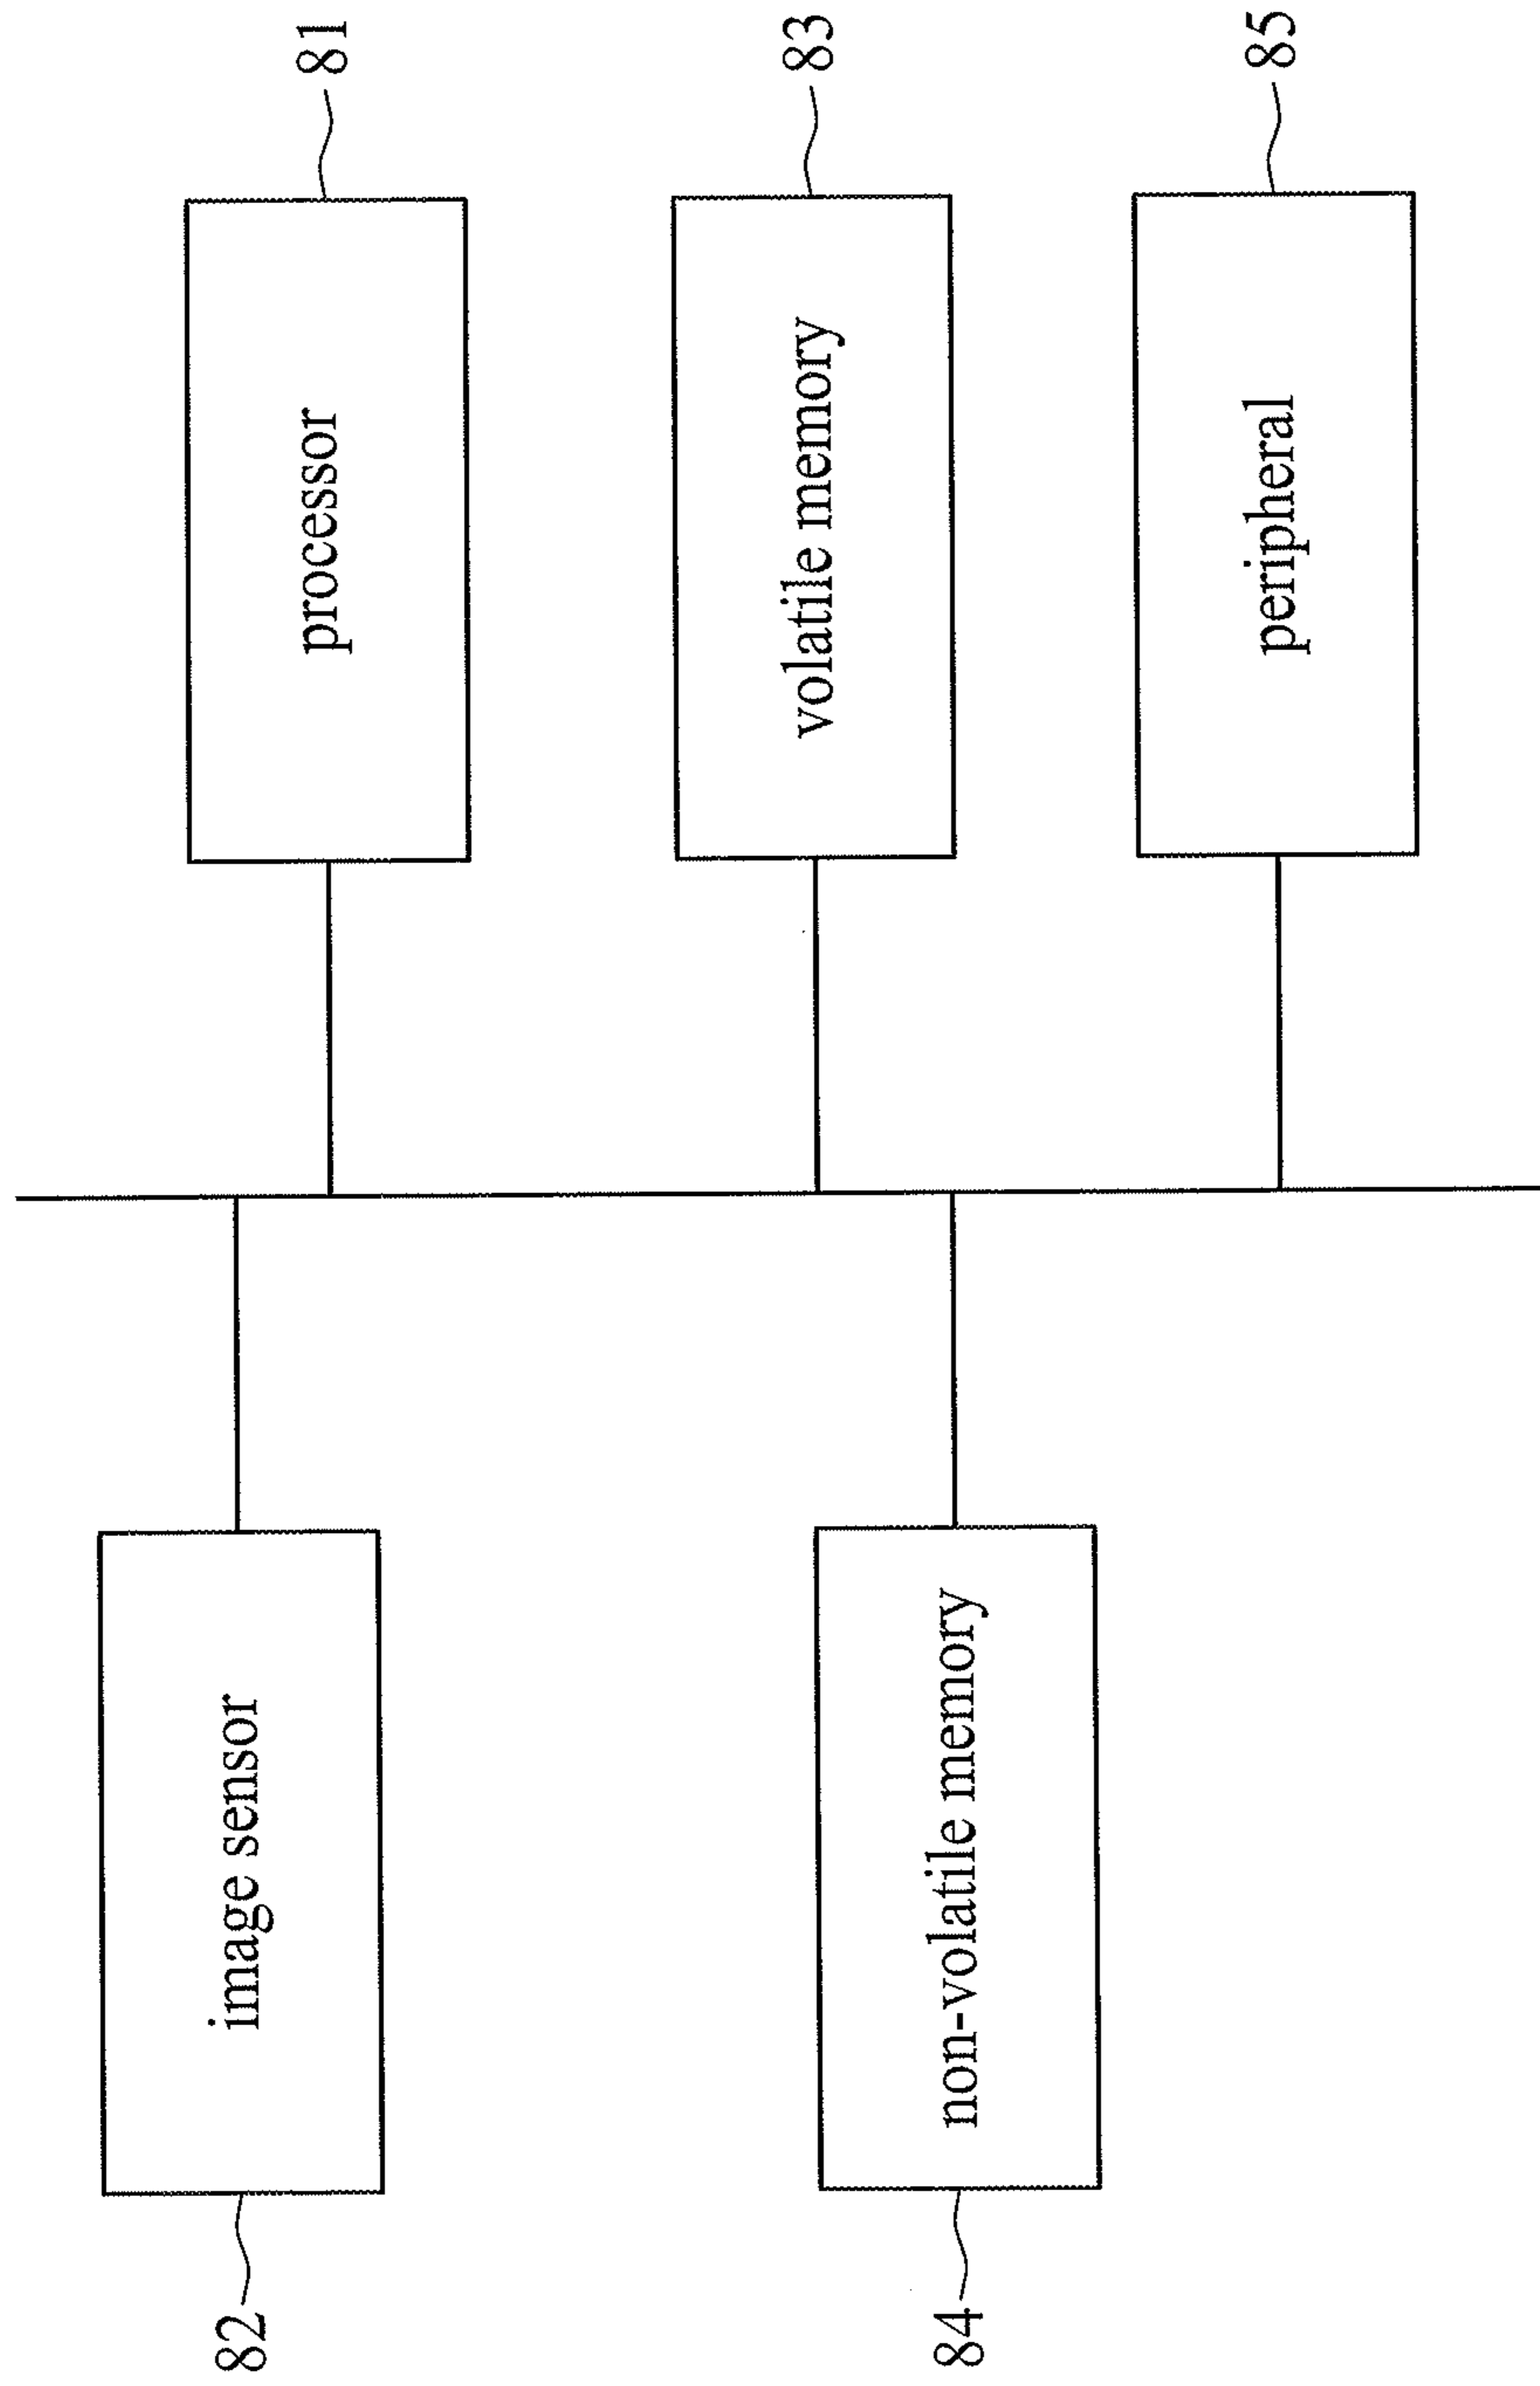 82
image sensor
processor
81
volatile memory
83
84
non-volatile memory
peripheral
85